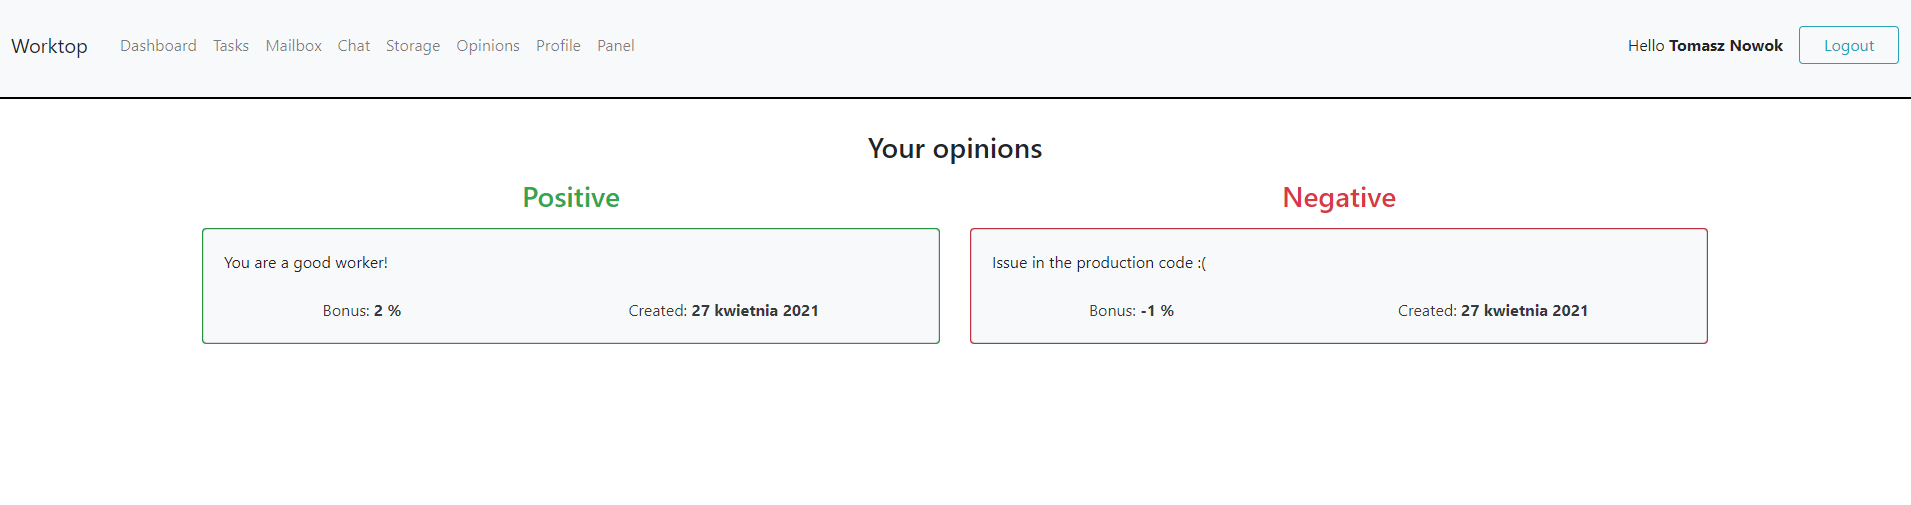 Worktop Dashboard Tasks Mailbox Chat Storage Opinions Profile Panel Hello Tomasz Nowok Logout
Your opinions
Positive
You are a good worker!
Bonus: 2 % Created: 27 kwietnia 2021
Negative
Issue in the production code :(
Bonus: -1 % Created: 27 kwietnia 2021